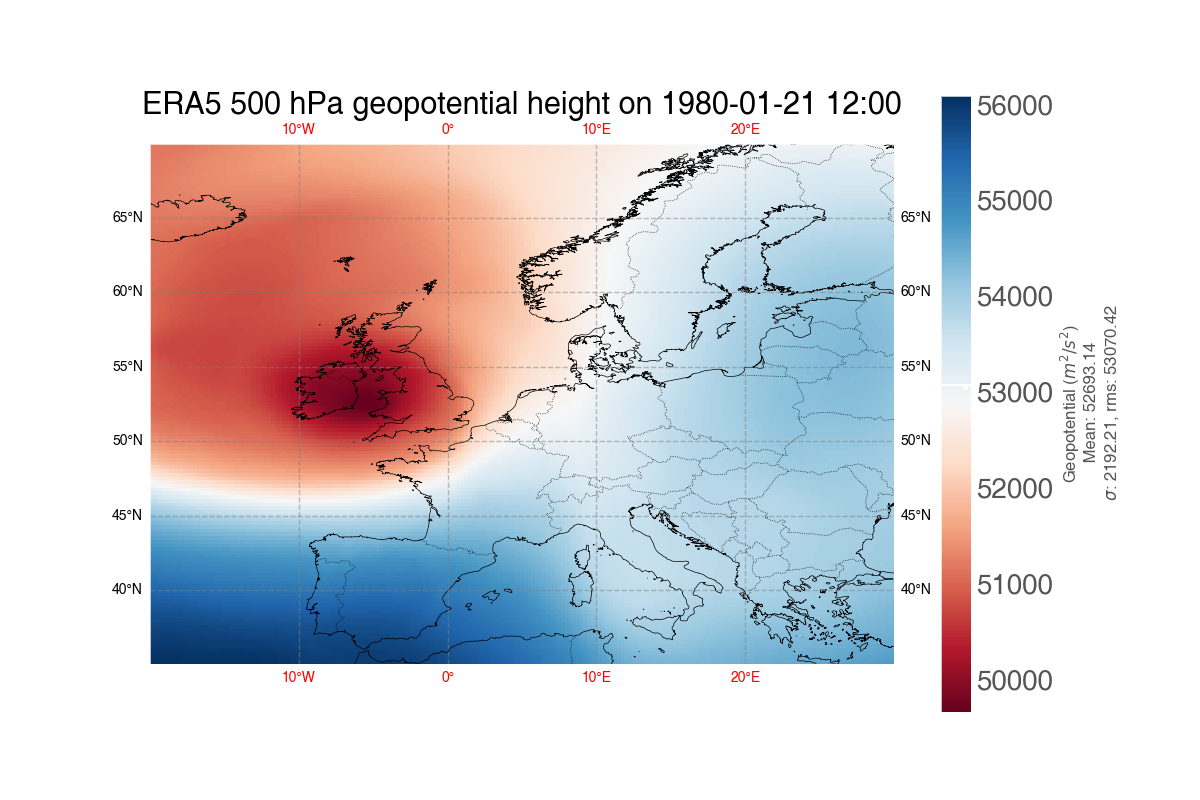 ERA5 500 hPa geopotential height on 1980-01-21 12:00
10°W 0° 10°E 20°E
65°N 65°N
60°N 60°N
55°N 55°N
50°N 50°N
45°N 45°N
40°N 40°N
10°W 0° 10°E 20°E
56000
55000
54000
53000
52000
51000
50000
Geopotential (m²/s²)
Mean: 52693.14
σ: 2192.21, rms: 53070.42